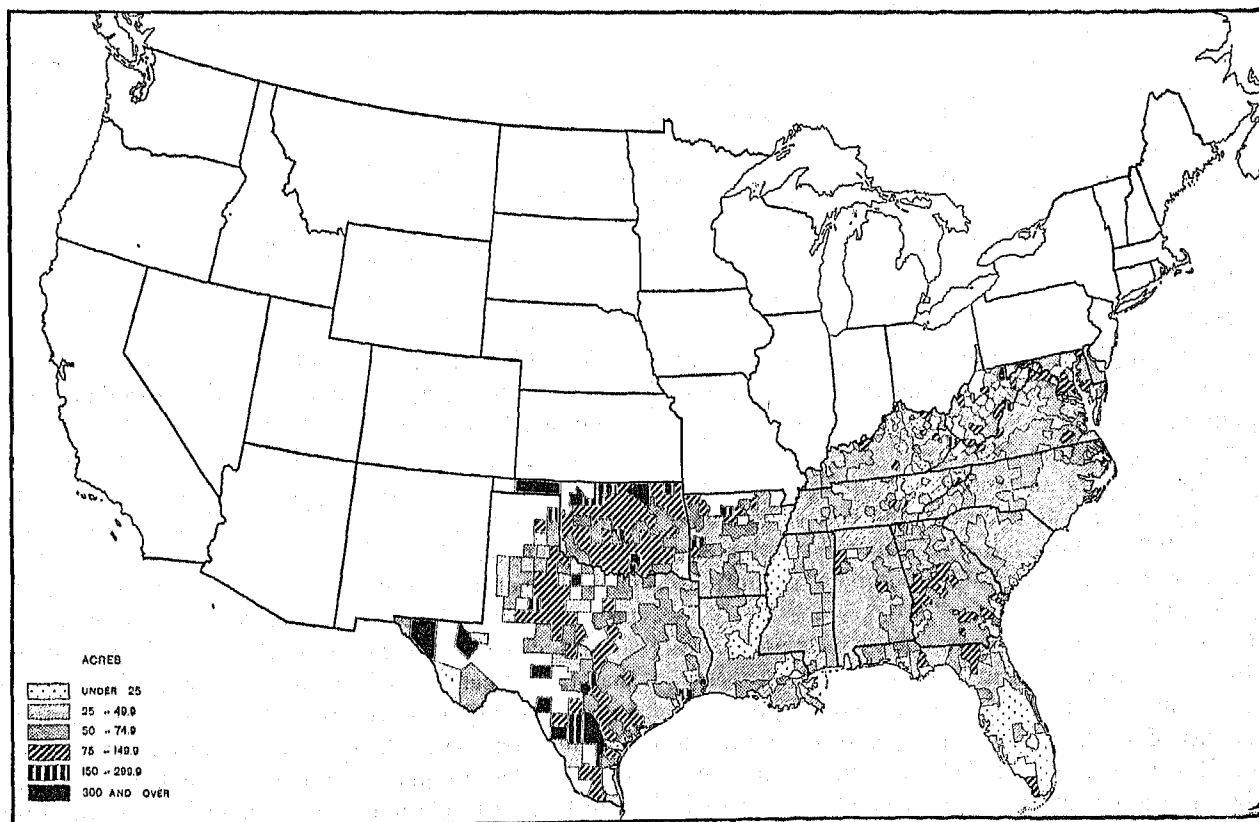 ACRES
UNDER 25
25 - 49.9
50 - 74.9
75 - 149.9
150 - 299.9
300 AND OVER